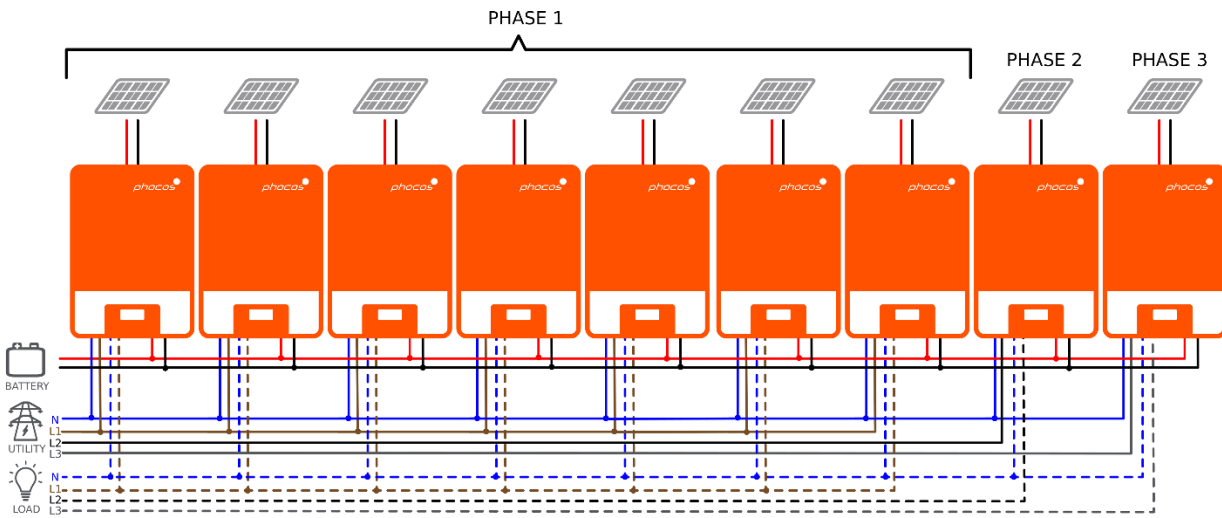 PHASE 1
PHASE 2
PHASE 3
phocos
phocos
phocos
phocos
phocos
phocos
phocos
phocos
phocos
BATTERY
N
L1
L2
L3
UTILITY
N
L1
L2
L3
LOAD